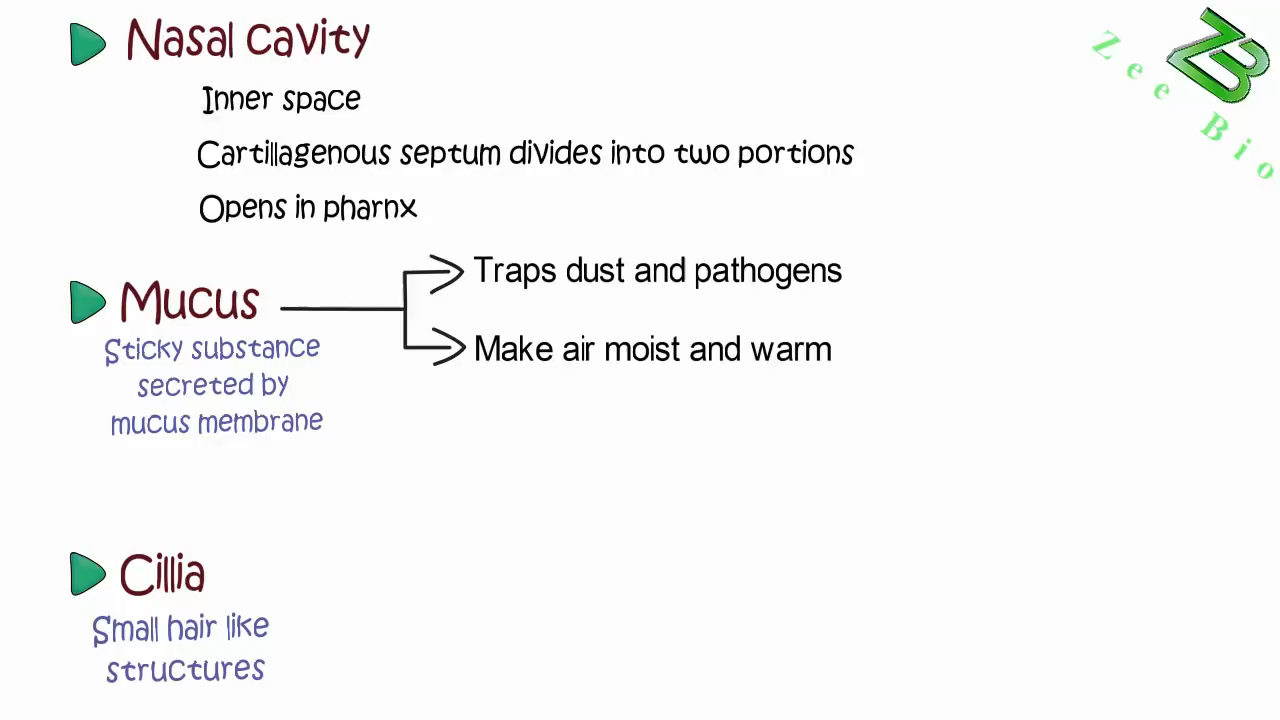 Nasal cavity
Inner space
Cartillagenous septum divides into two portions
Opens in pharnx
Mucus
Sticky substance
secreted by
mucus membrane
Traps dust and pathogens
Make air moist and warm
Cillia
Small hair like
structures
ZB
Zee Bio